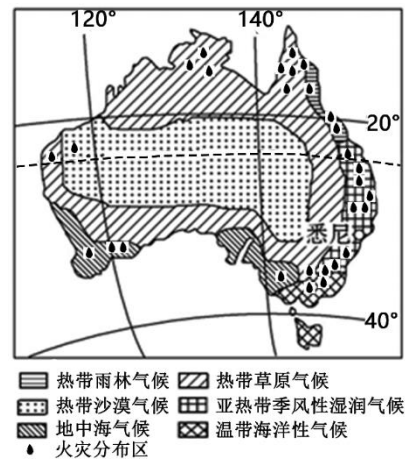 120° 140°
20°
悉尼
40°
热带雨林气候 热带草原气候
热带沙漠气候 亚热带季风性湿润气候
地中海气候 温带海洋性气候
火灾分布区